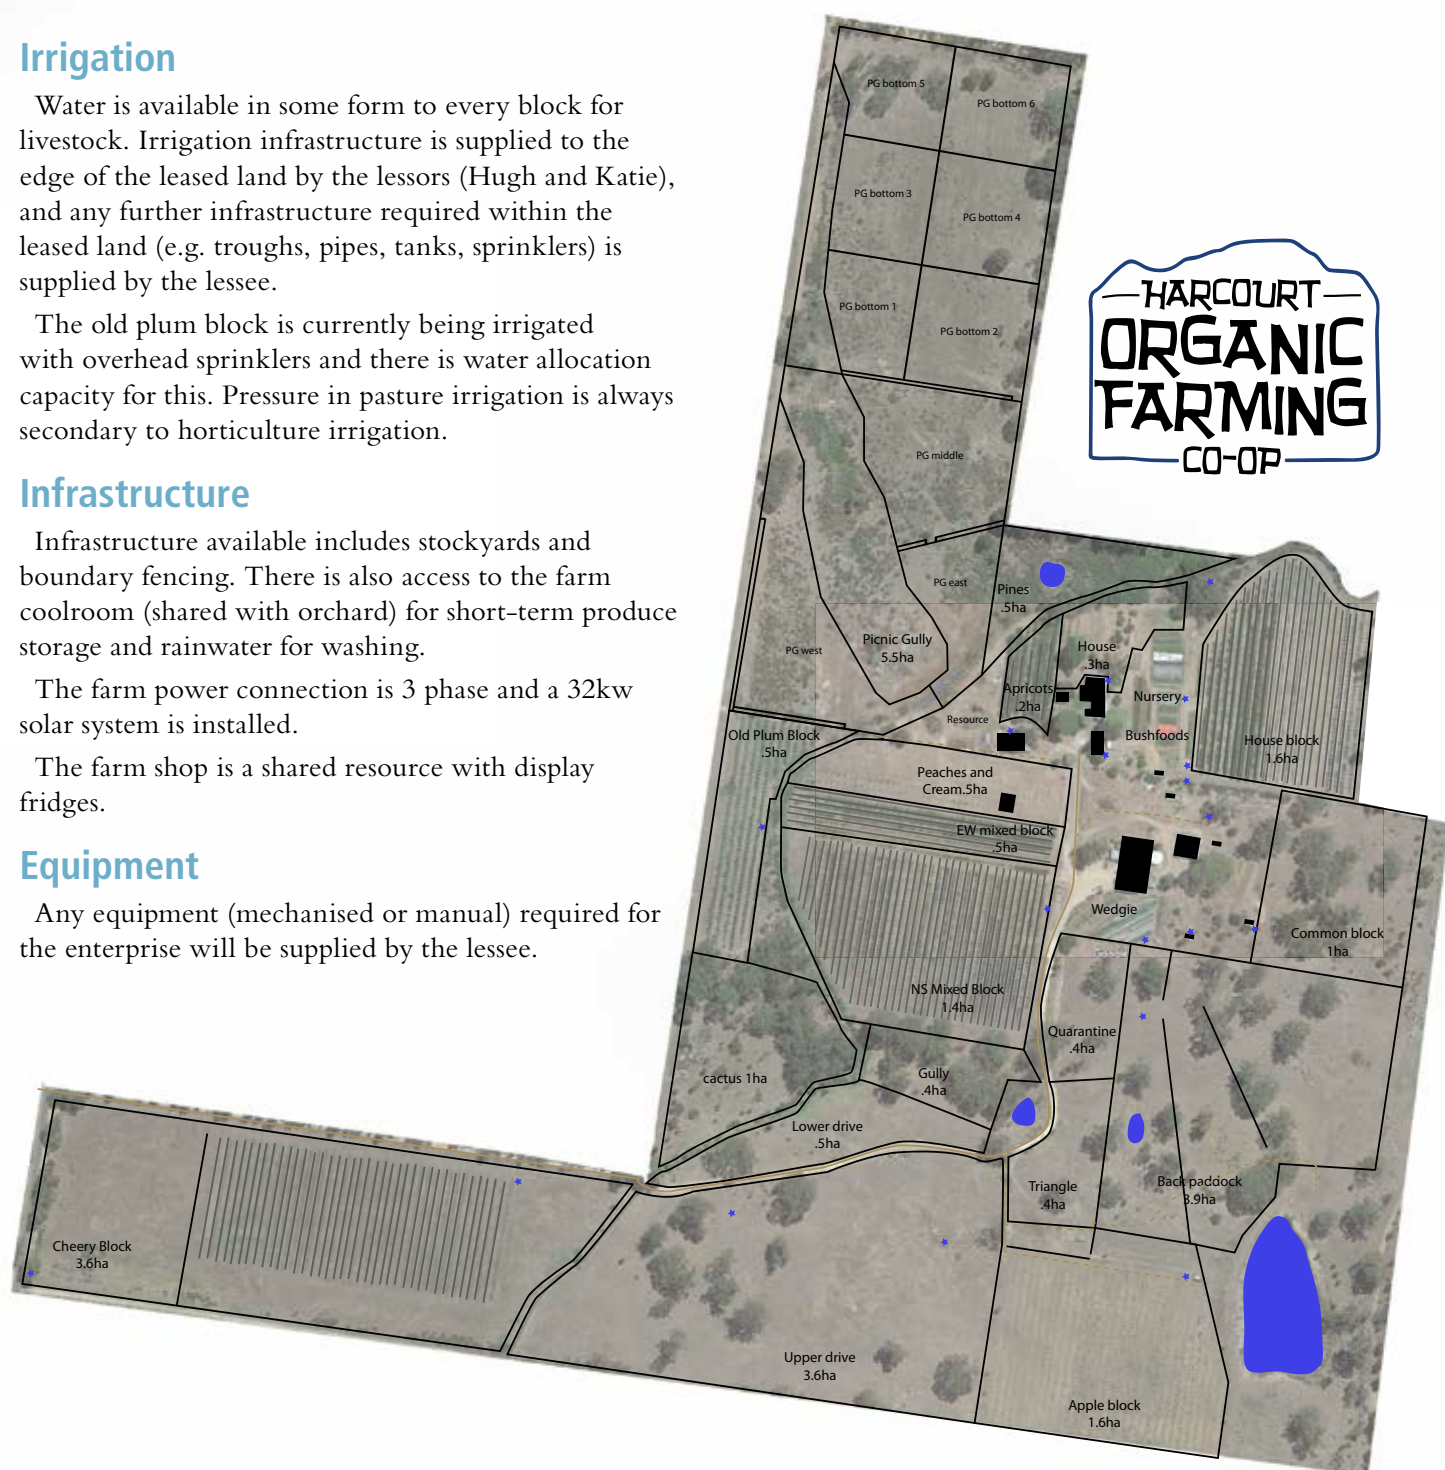 Irrigation
Water is available in some form to every block for
livestock. Irrigation infrastructure is supplied to the
edge of the leased land by the lessors (Hugh and Katie),
and any further infrastructure required within the
leased land (e.g. troughs, pipes, tanks, sprinklers) is
supplied by the lessee.
The old plum block is currently being irrigated
with overhead sprinklers and there is water allocation
capacity for this. Pressure in pasture irrigation is always
secondary to horticulture irrigation.
Infrastructure
Infrastructure available includes stockyards and
boundary fencing. There is also access to the farm
coolroom (shared with orchard) for short-term produce
storage and rainwater for washing.
The farm power connection is 3 phase and a 32kw
solar system is installed.
The farm shop is a shared resource with display
fridges.
Equipment
Any equipment (mechanised or manual) required for
the enterprise will be supplied by the lessee.
HARCOURT
ORGANIC
FARMING
CO-OP
PG bottom 5
PG bottom 6
PG bottom 3
PG bottom 4
PG bottom 1
PG bottom 2
PG middle
PG east
Pines
.5ha
Picnic Gully
5.5ha
PG west
House
.3ha
Apricots
.2ha
Nursery
Resource
Bushfoods
Old Plum Block
.5ha
House block
1.6ha
Peaches and
Cream.5ha
EW mixed block
.5ha
Wedgie
Common block
1ha
NS Mixed Block
1.4ha
Quarantine
.4ha
Gully
.4ha
cactus 1ha
Lower drive
.5ha
Triangle
.4ha
Back paddock
3.9ha
Cheery Block
3.6ha
Upper drive
3.6ha
Apple block
1.6ha